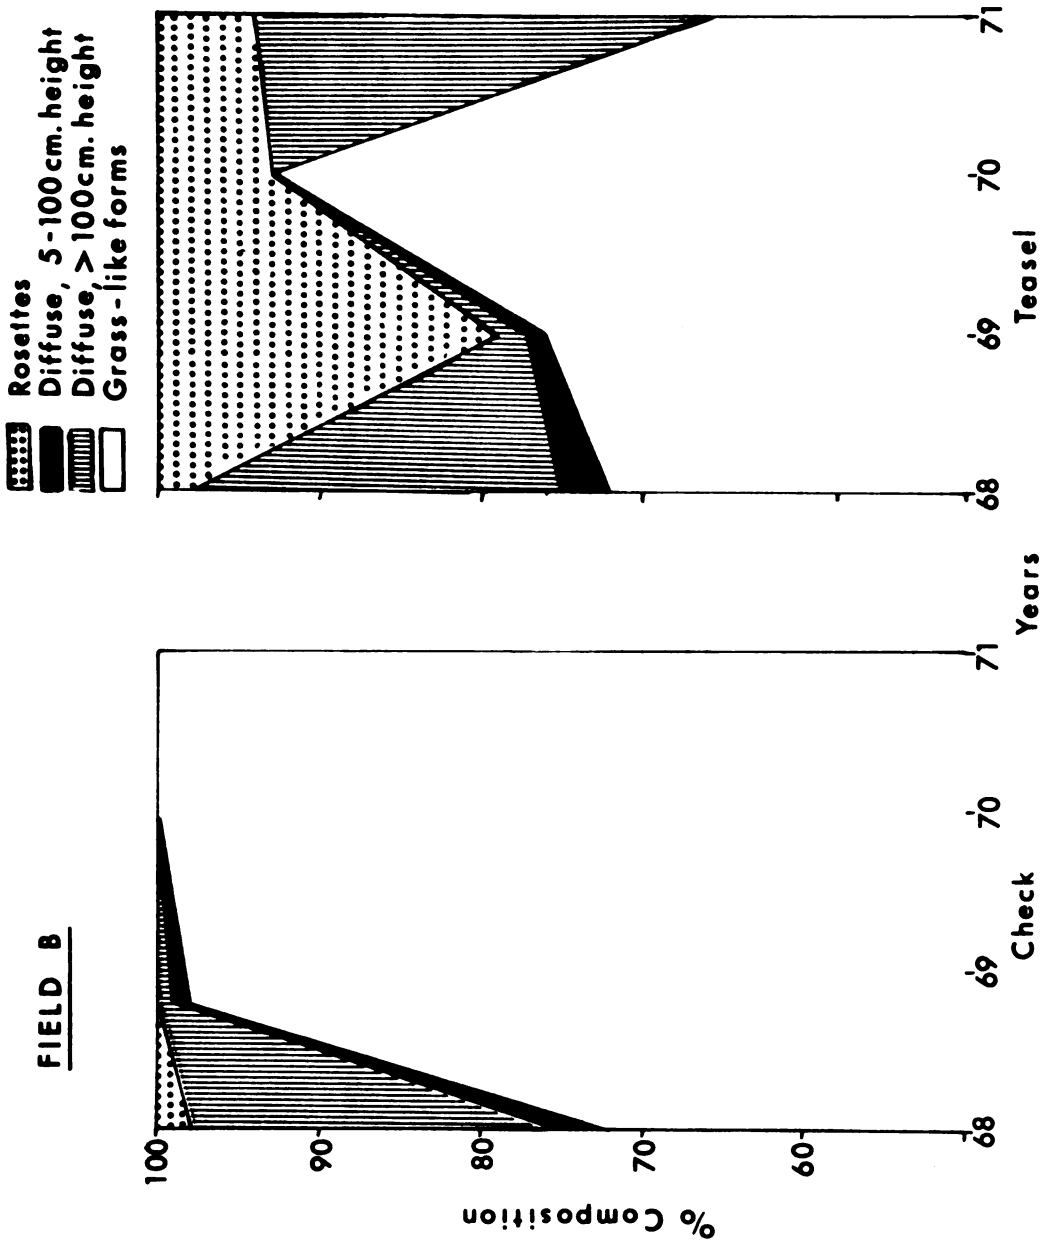 FIELD B
Rosettes
Diffuse, 5-100cm. height
Diffuse, > 100cm. height
Grass-like forms
% Composition
100
90
80
70
60
68 69 70 71 68 69 70 71
Check Years Teasel